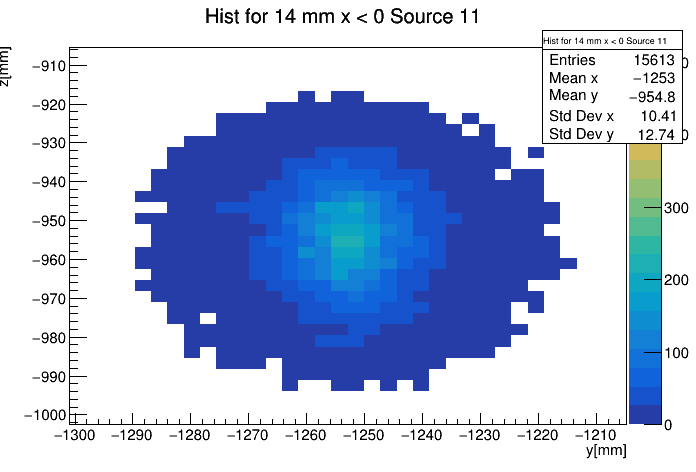 Hist for 14 mm x < 0 Source 11
z[mm]
Hist for 14 mm x < 0 Source 11
Entries 15613
Mean x −1253
Mean y −954.8
Std Dev x 10.41
Std Dev y 12.74
−910
−920
−930
−940
−950
−960
−970
−980
−990
−1000
0
0
300
200
100
0
−1300 −1290 −1280 −1270 −1260 −1250 −1240 −1230 −1220 −1210
y[mm]